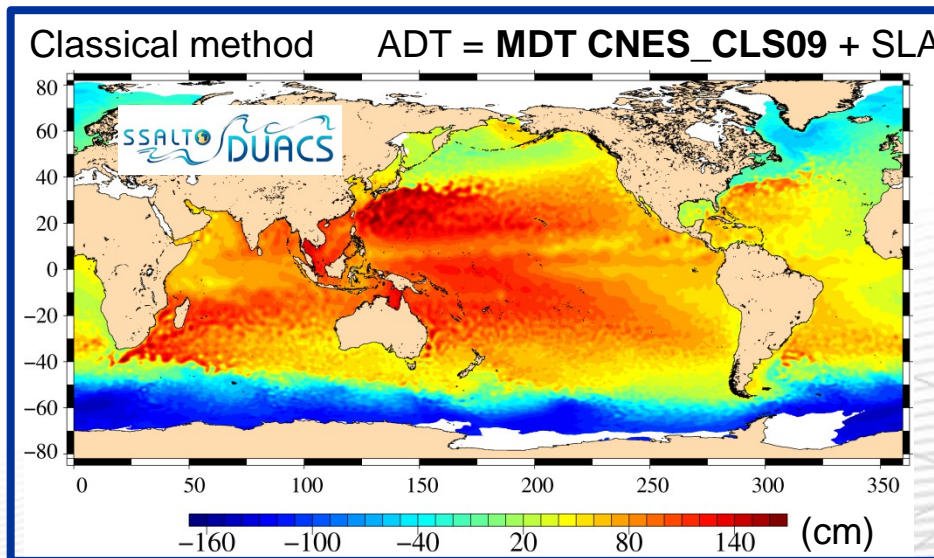 Classical method ADT = MDT CNES_CLS09 + SLA
SSALTO DUACS
80
60
40
20
0
−20
−40
−60
−80
0 50 100 150 200 250 300 350
−160 −100 −40 20 80 140 (cm)